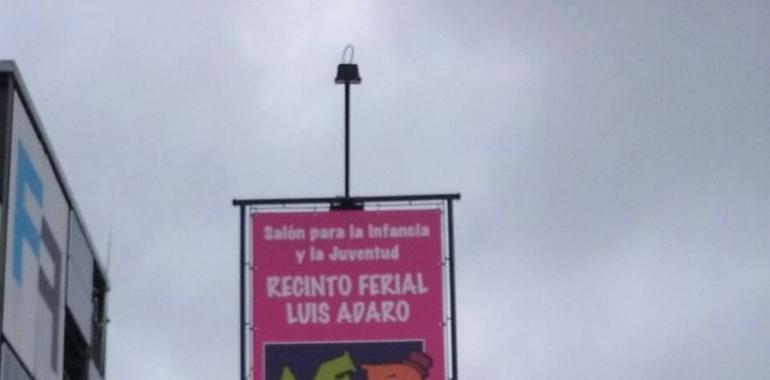 Salón para la Infancia
y la Juventud
RECINTO FERIAL
LUIS ADARO